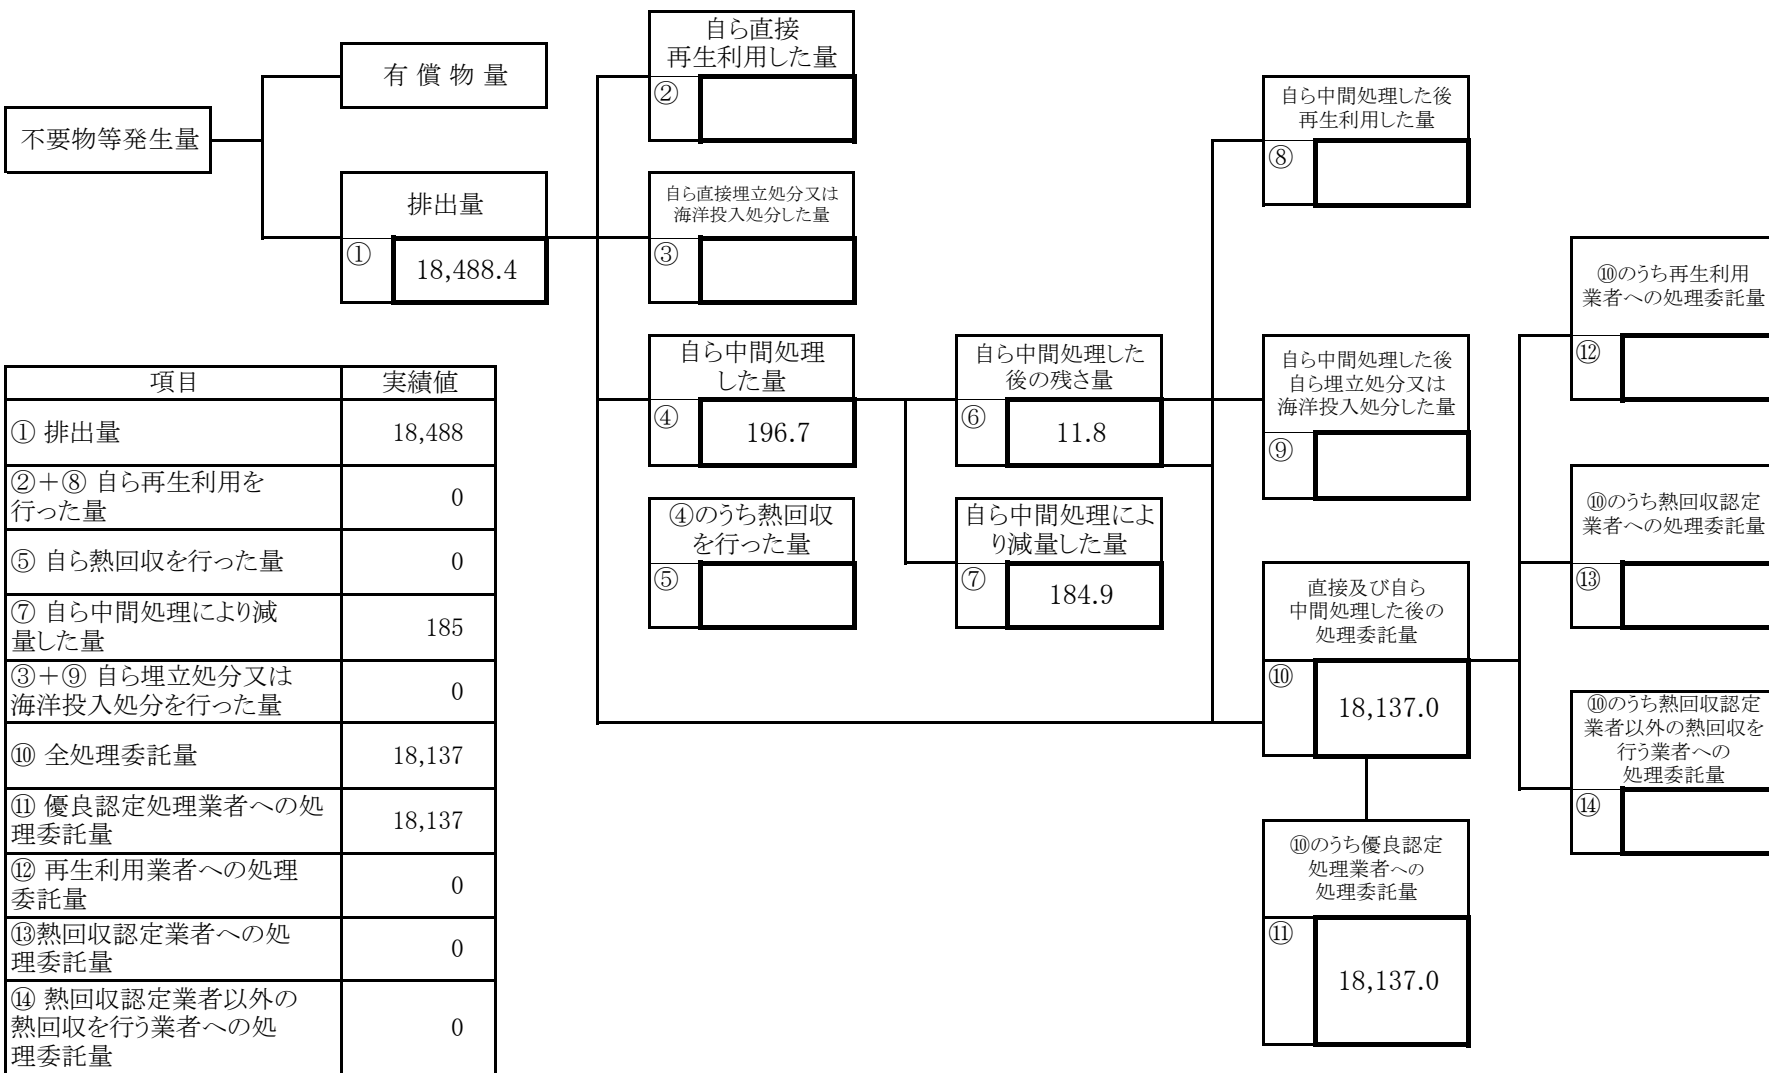 自ら直接
再生利用した量
②
有 償 物 量
不要物等発生量
排出量
①
18,488.4
自ら直接埋立処分又は
海洋投入処分した量
③
自ら中間処理した後
再生利用した量
⑧
自ら中間処理
した量
④
196.7
自ら中間処理した
後の残さ量
⑥
11.8
自ら中間処理した後
自ら埋立処分又は
海洋投入処分した量
⑨
④のうち熱回収
を行った量
⑤
自ら中間処理によ
り減量した量
⑦
184.9
直接及び自ら
中間処理した後の
処理委託量
⑩
18,137.0
⑩のうち優良認定
処理業者への
処理委託量
⑪
18,137.0
⑩のうち再生利用
業者への処理委託量
⑫
⑩のうち熱回収認定
業者への処理委託量
⑬
⑩のうち熱回収認定
業者以外の熱回収を
行う業者への
処理委託量
⑭
項目 実績値
① 排出量 18,488
②＋⑧ 自ら再生利用を
行った量 0
⑤ 自ら熱回収を行った量 0
⑦ 自ら中間処理により減
量した量 185
③＋⑨ 自ら埋立処分又は
海洋投入処分を行った量 0
⑩ 全処理委託量 18,137
⑪ 優良認定処理業者への処
理委託量 18,137
⑫ 再生利用業者への処理
委託量 0
⑬熱回収認定業者への処
理委託量 0
⑭ 熱回収認定業者以外の
熱回収を行う業者への処
理委託量 0